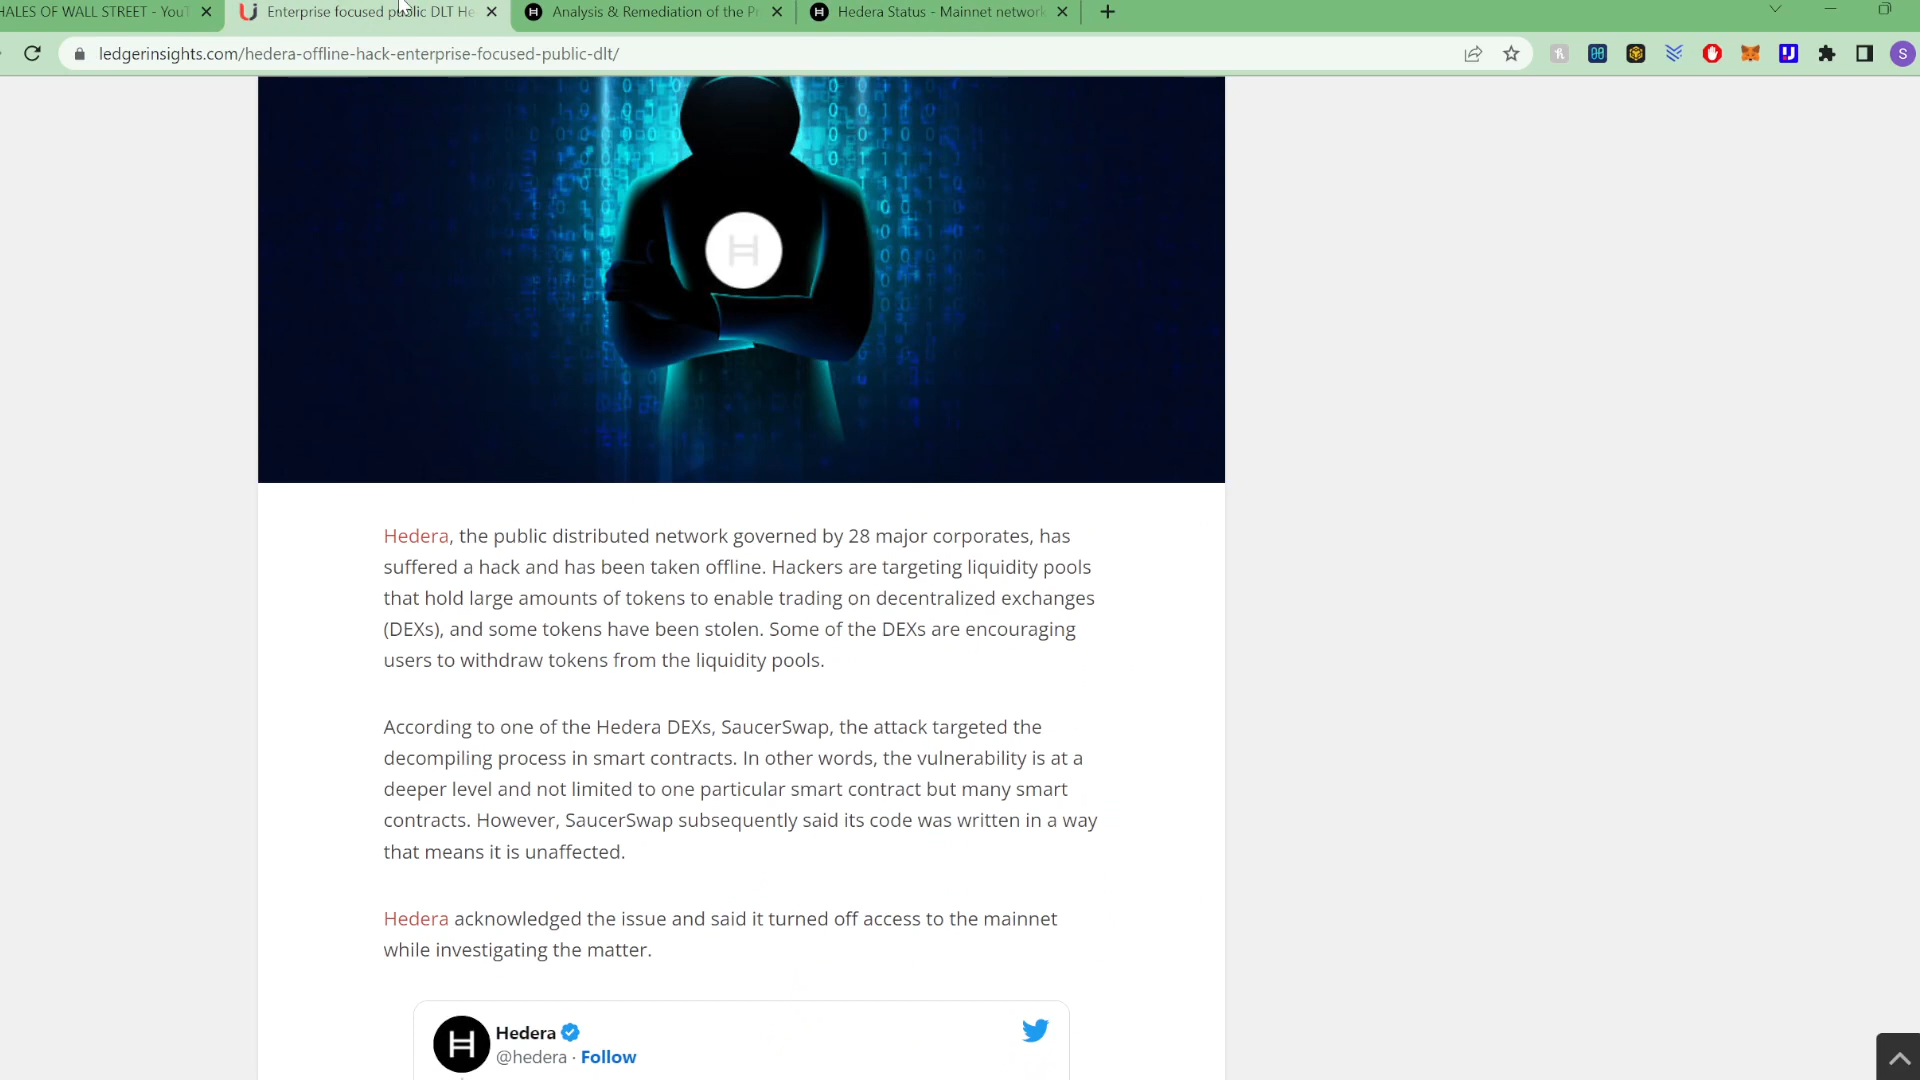 HALES OF WALL STREET - YouT
Enterprise focused public DLT He
Analysis & Remediation of the Pr
Hedera Status - Mainnet network
ledgerinsights.com/hedera-offline-hack-enterprise-focused-public-dlt/
S
H
Hedera, the public distributed network governed by 28 major corporates, has
suffered a hack and has been taken offline. Hackers are targeting liquidity pools
that hold large amounts of tokens to enable trading on decentralized exchanges
(DEXs), and some tokens have been stolen. Some of the DEXs are encouraging
users to withdraw tokens from the liquidity pools.
According to one of the Hedera DEXs, SaucerSwap, the attack targeted the
decompiling process in smart contracts. In other words, the vulnerability is at a
deeper level and not limited to one particular smart contract but many smart
contracts. However, SaucerSwap subsequently said its code was written in a way
that means it is unaffected.
Hedera acknowledged the issue and said it turned off access to the mainnet
while investigating the matter.
Hedera
@hedera · Follow